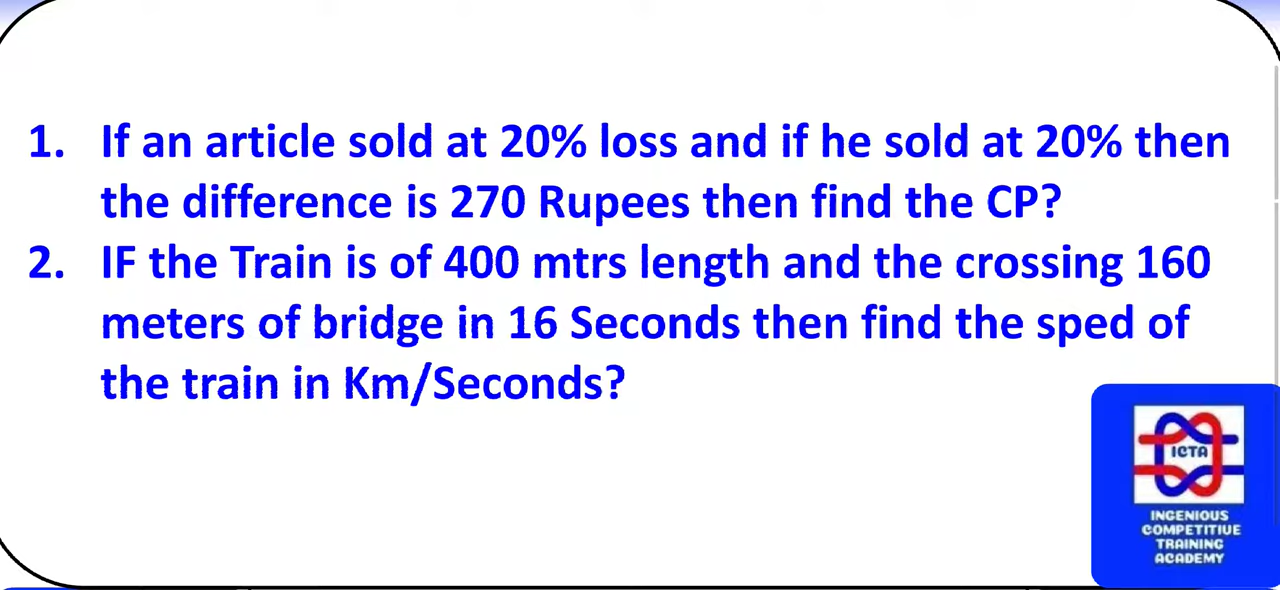 1. If an article sold at 20% loss and if he sold at 20% then
the difference is 270 Rupees then find the CP?
2. IF the Train is of 400 mtrs length and the crossing 160
meters of bridge in 16 Seconds then find the sped of
the train in Km/Seconds?
ICTA
INGENIOUS
COMPETITIUE
TRAINING
ACADEMY